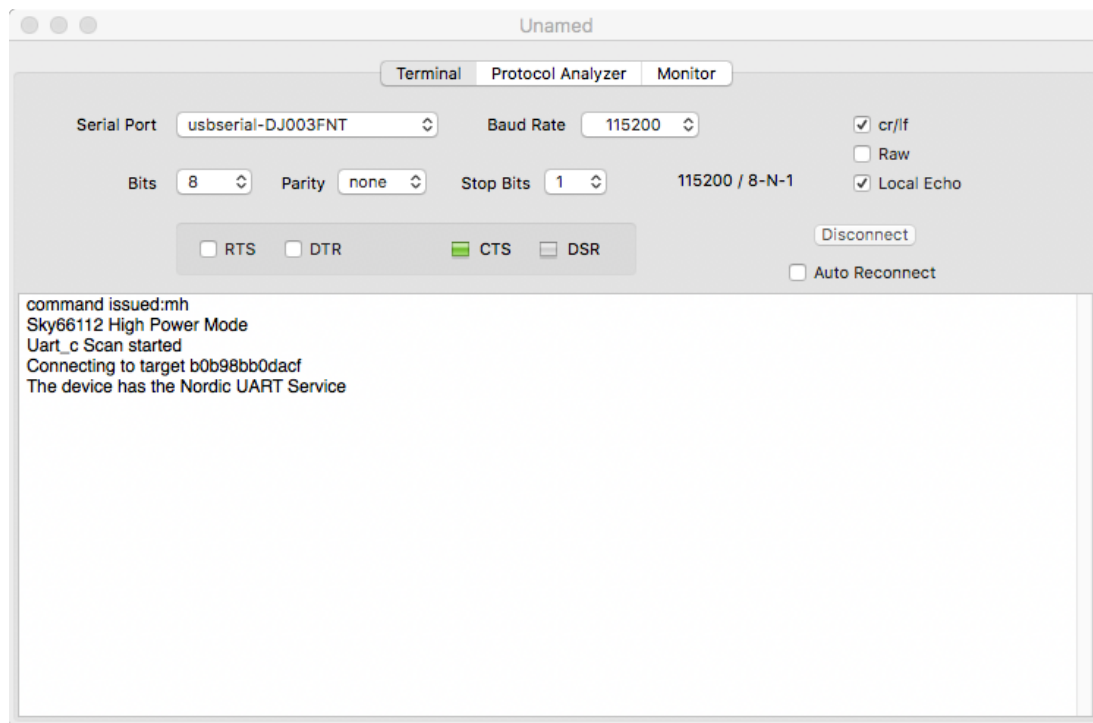 Unamed
Terminal Protocol Analyzer Monitor
Serial Port usbserial-DJ003FNT Baud Rate 115200 cr/lf
Raw
Bits 8 Parity none Stop Bits 1 115200 / 8-N-1 Local Echo
Disconnect
RTS DTR CTS DSR
Auto Reconnect
command issued:mh
Sky66112 High Power Mode
Uart_c Scan started
Connecting to target b0b98bb0dacf
The device has the Nordic UART Service